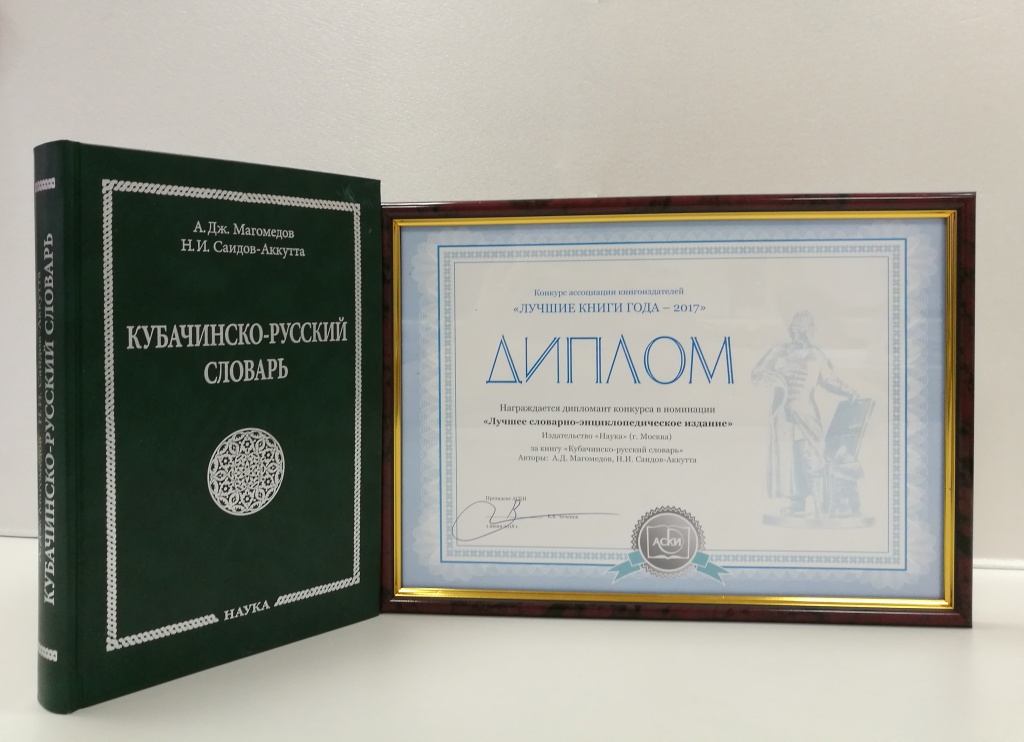 А. Дж. Магомедов
Н.И. Саидов-Аккутта
КУБАЧИНСКО-РУССКИЙ
СЛОВАРЬ
НАУКА
КУБАЧИНСКО-РУССКИЙ СЛОВАРЬ
Конкурс ассоциации книгоиздателей
«ЛУЧШИЕ КНИГИ ГОДА – 2017»
ДИПЛОМ
Награждается дипломант конкурса в номинации
«Лучшее словарно-энциклопедическое издание»
Издательство «Наука» (г. Москва)
за книгу «Кубачинско-русский словарь»
Авторы: А.Д. Магомедов, Н.И. Саидов-Аккутта
Президент АСКИ
АСКИ